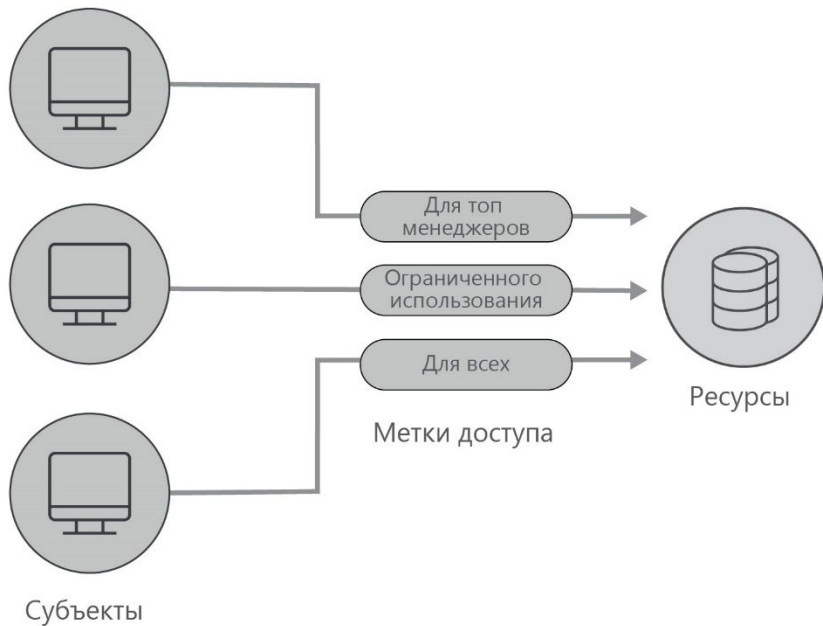 Для топ
менеджеров
Ограниченного
использования
Для всех
Ресурсы
Метки доступа
Субъекты